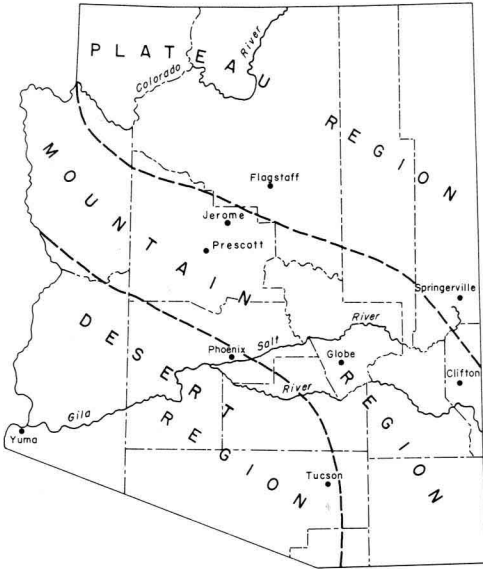 PLATEAU
REGION
Colorado
River
MOUNTAIN
REGION
Flagstaff
Jerome
Prescott
Springerville
DESERT
REGION
Phoenix
Salt
River
Globe
Clifton
Gila
River
Yuma
Tucson